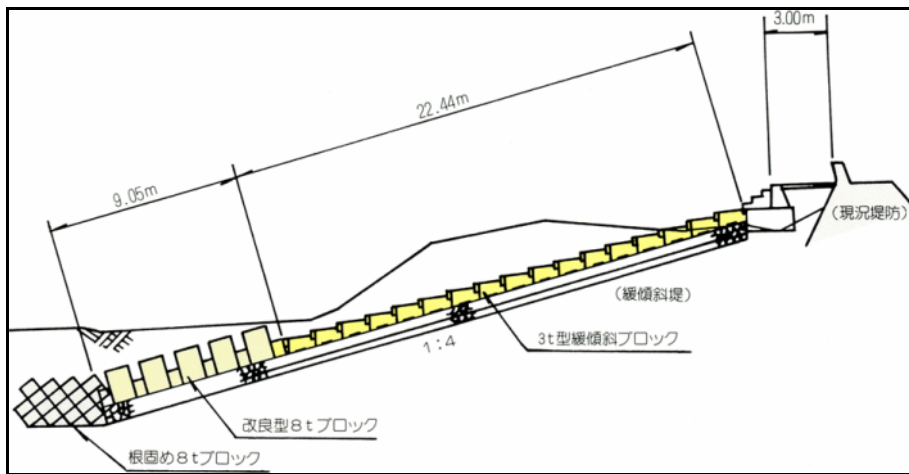 3.00m
22.44m
9.05m
(現況堤防)
(緩傾斜堤)
3t型緩傾斜ブロック
1:4
改良型8tブロック
根固め8tブロック